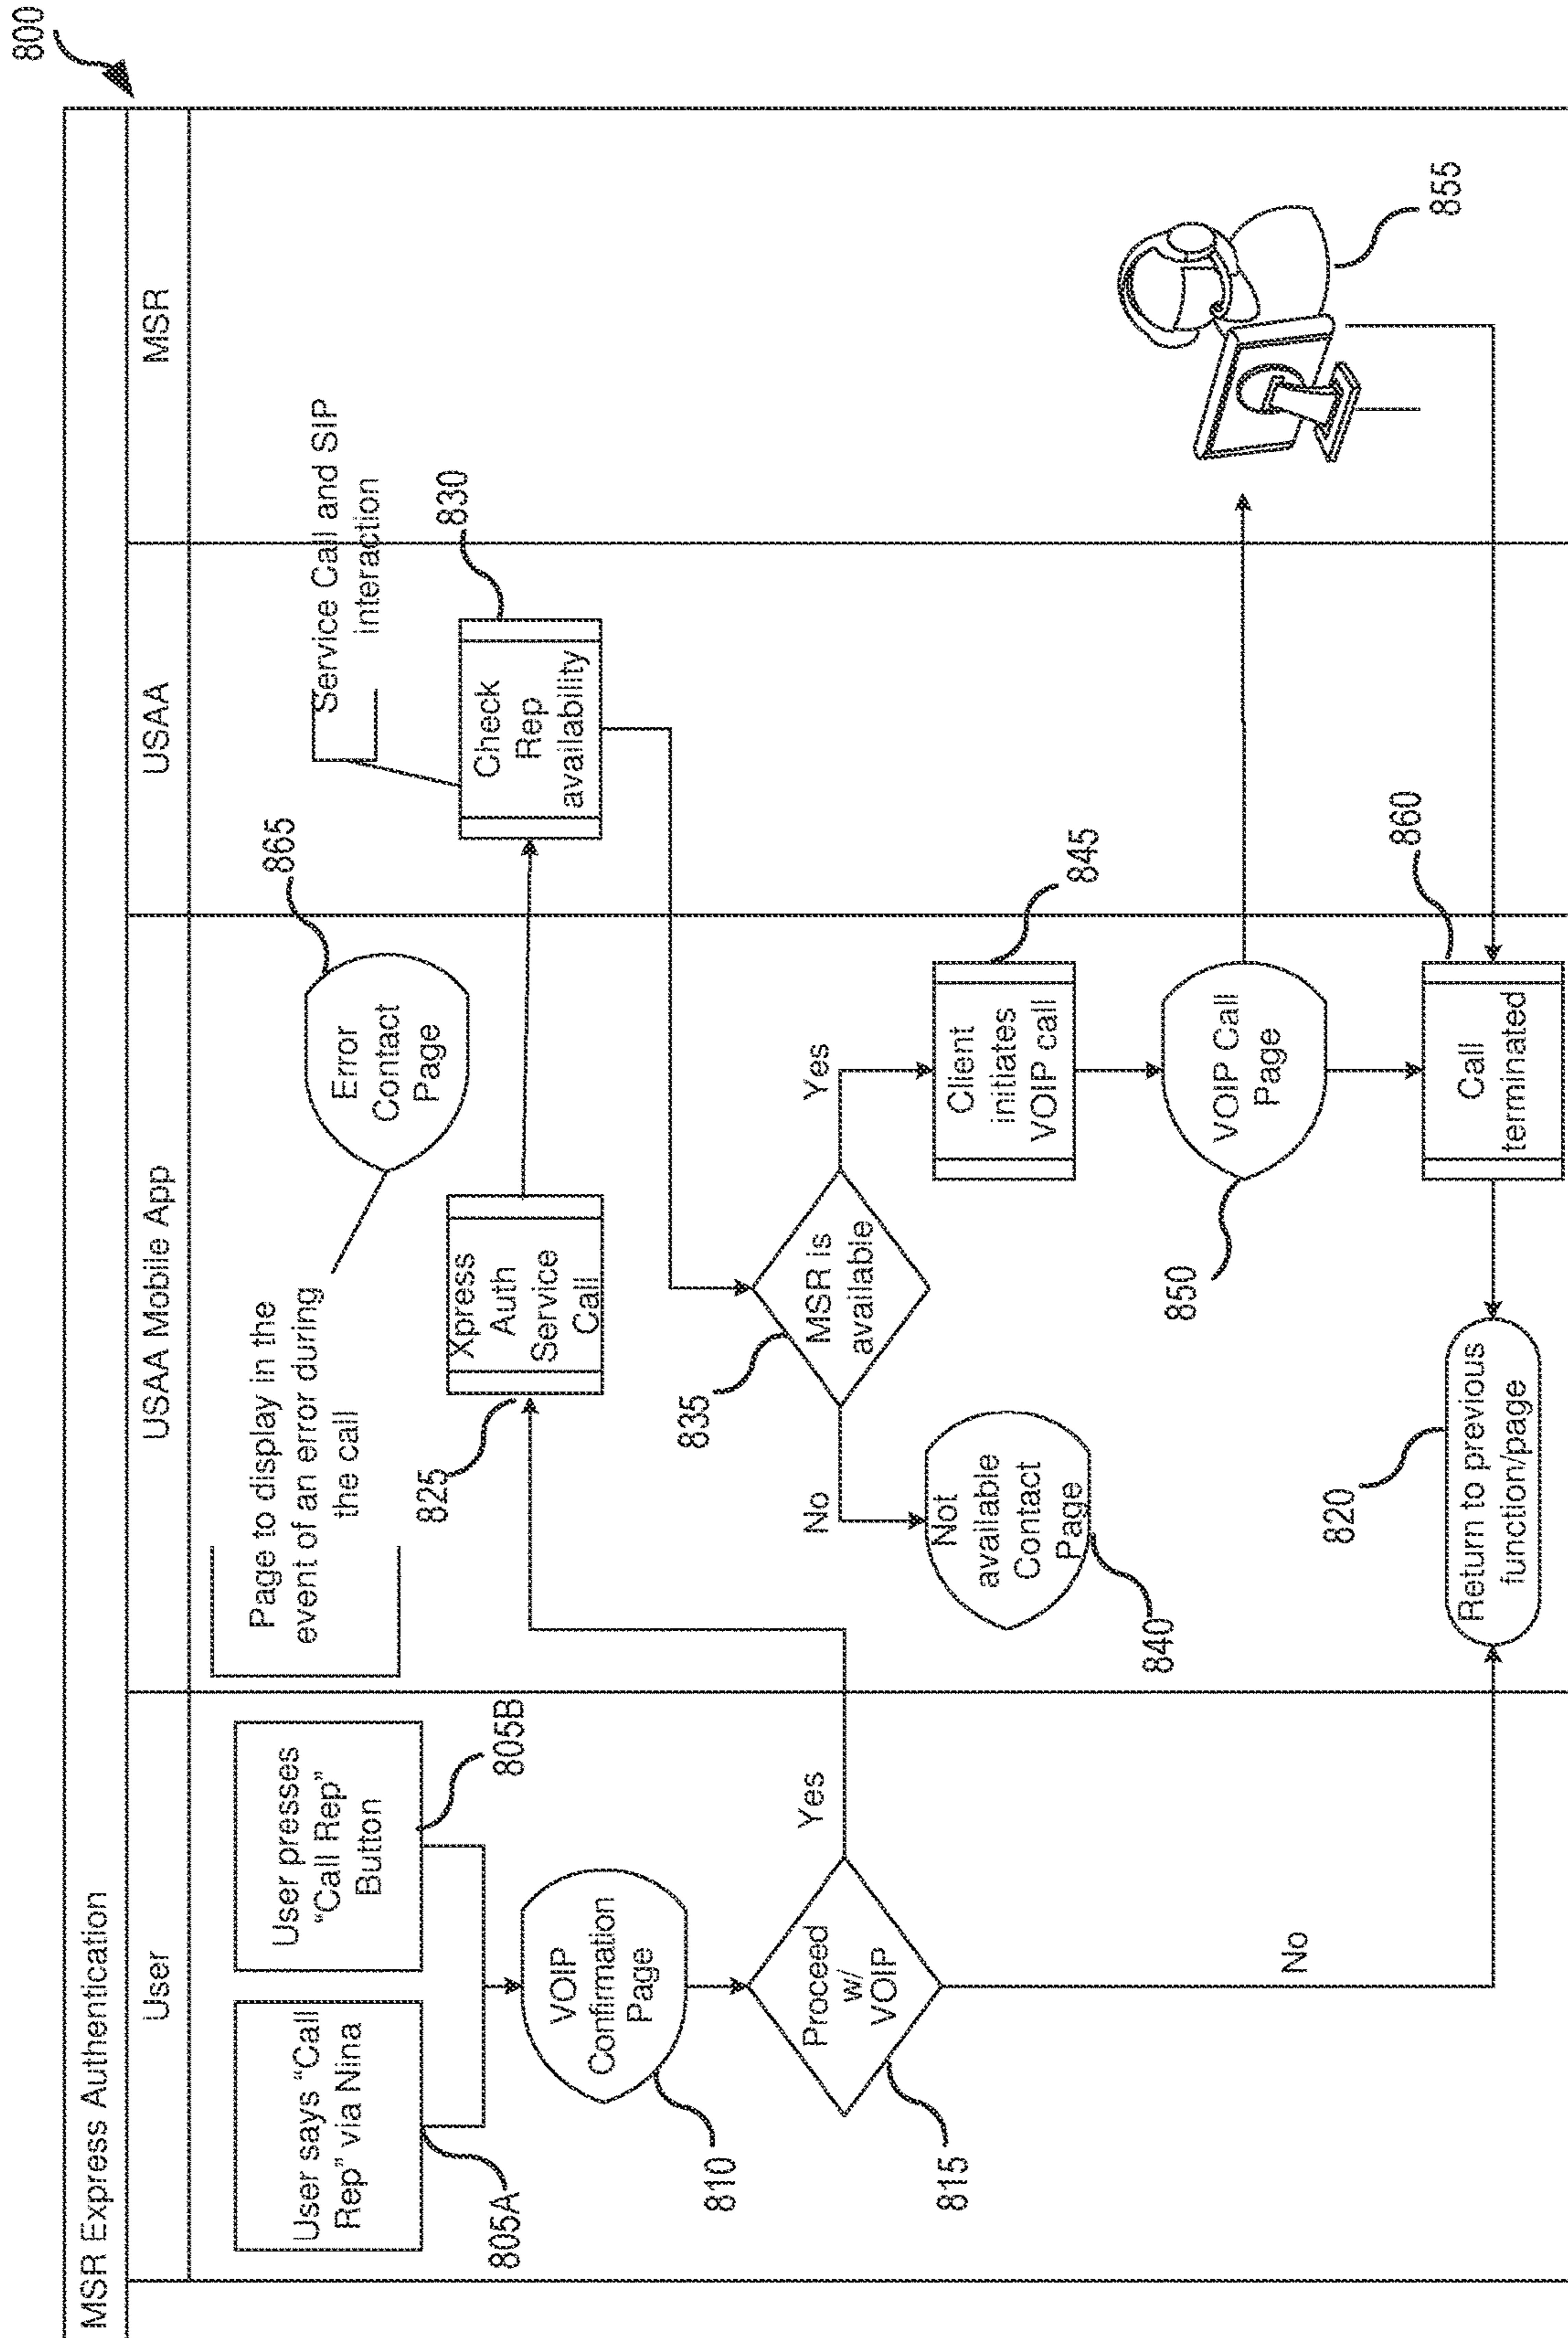 800
MSR Express Authentication
User
USAA Mobile App
USAA
MSR
User says "Call
Rep" via Nina
805A
User presses
"Call Rep"
Button
805B
VOIP
Confirmation
Page
810
Proceed
w/
VOIP
815
Yes
No
Page to display in the
event of an error during
the call
Error
Contact
Page
865
Xpress
Auth
Service
Call
825
Service Call and SIP
interaction
Check
Rep
availability
830
MSR is
available
835
No
Yes
Not
available
Contact
Page
840
Client
initiates
VOIP call
845
VOIP Call
Page
850
855
Call
terminated
860
Return to previous
function/page
820